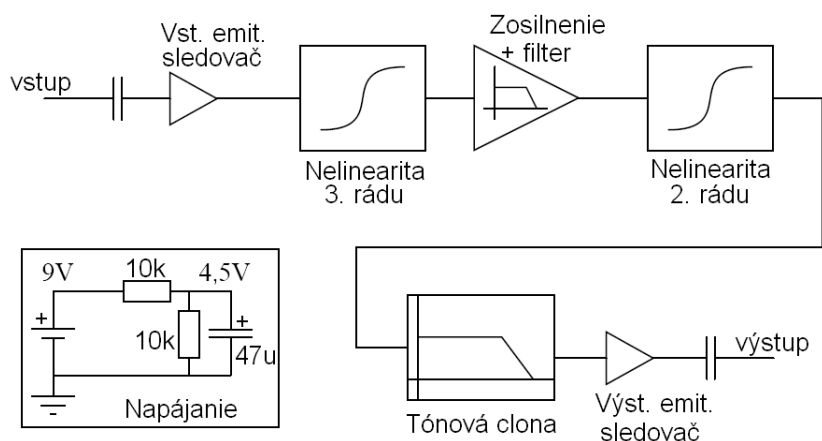 vstup
Vst. emit.
sledovač
Nelinearita
3. rádu
Zosilnenie
+ filter
Nelinearita
2. rádu
9V
10k
4,5V
+
+
10k
47u
Napájanie
Tónová clona
Výst. emit.
sledovač
výstup